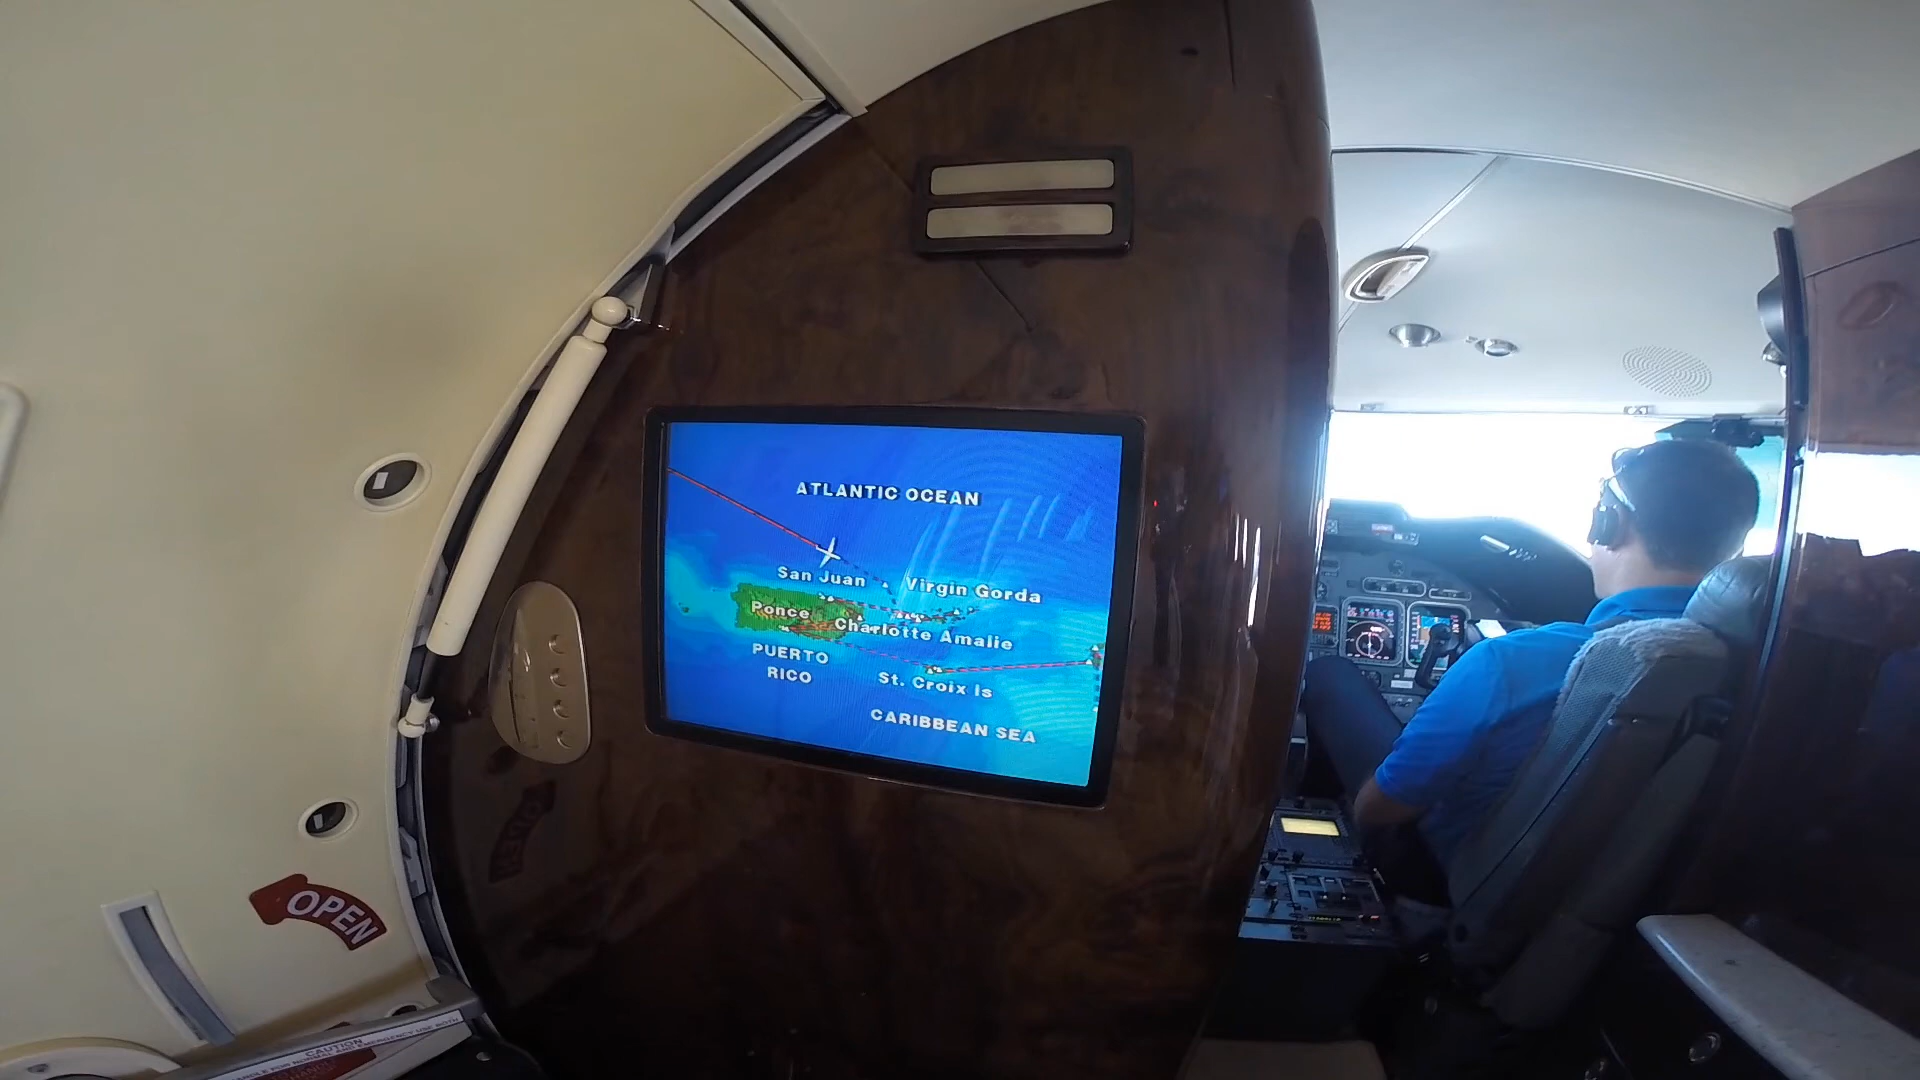 ATLANTIC OCEAN
San Juan
Virgin Gorda
Ponce
Charlotte Amalie
PUERTO
RICO
St. Croix Is
CARIBBEAN SEA
OPEN
CAUTION